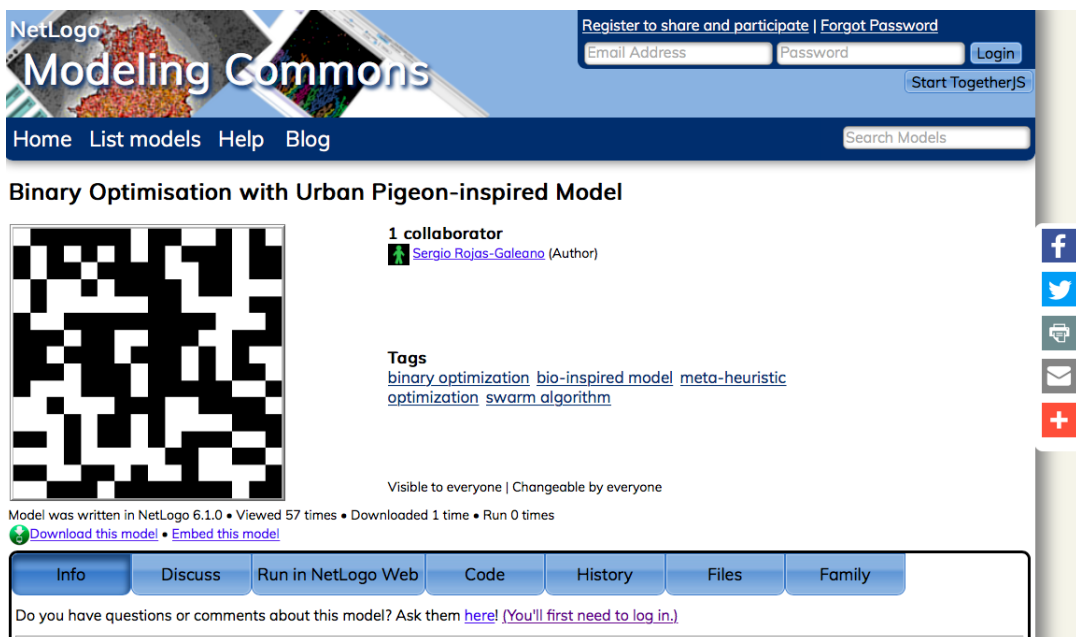 NetLogo
Modeling Commons
Register to share and participate | Forgot Password
Email Address Password Login
Start TogetherJS
Home List models Help Blog
Search Models
Binary Optimisation with Urban Pigeon-inspired Model
1 collaborator
Sergio Rojas-Galeano (Author)
Tags
binary optimization bio-inspired model meta-heuristic
optimization swarm algorithm
Visible to everyone | Changeable by everyone
Model was written in NetLogo 6.1.0 • Viewed 57 times • Downloaded 1 time • Run 0 times
Download this model • Embed this model
Info Discuss Run in NetLogo Web Code History Files Family
Do you have questions or comments about this model? Ask them here! (You'll first need to log in.)